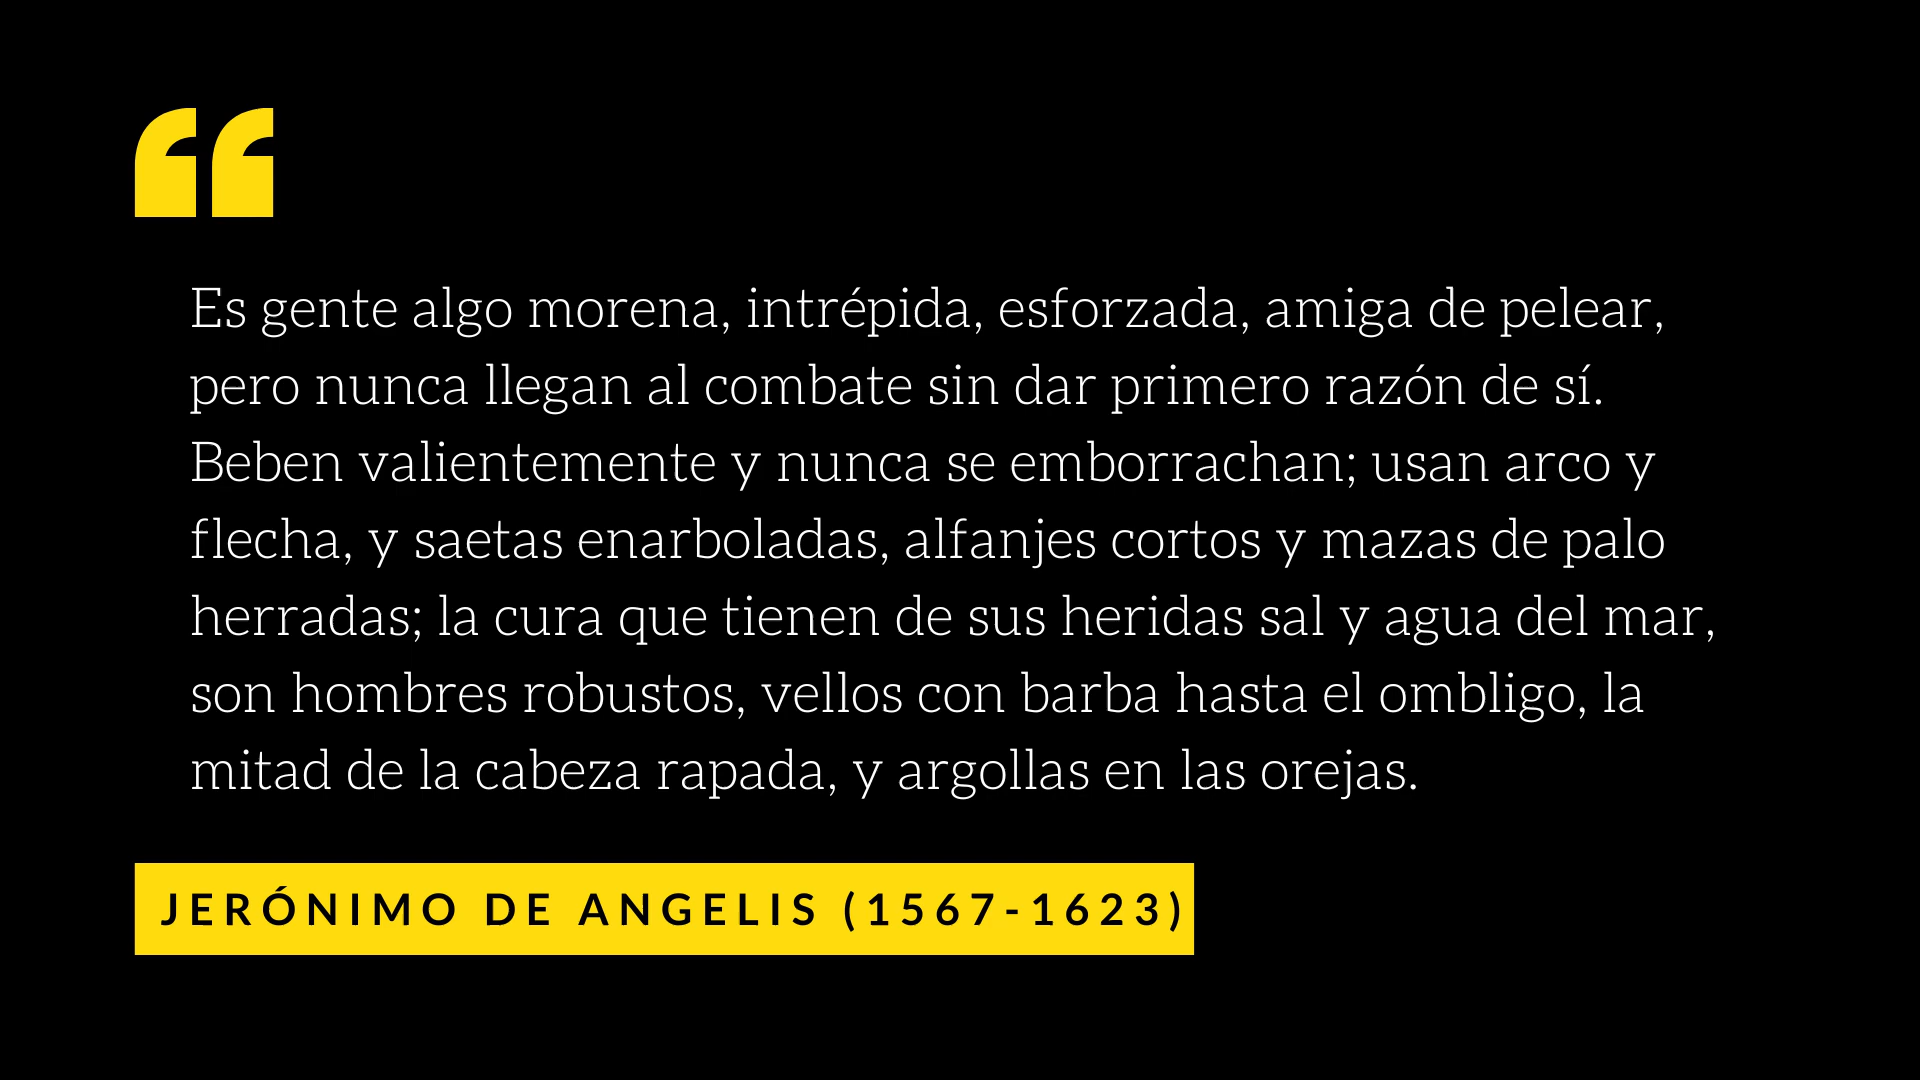 “
Es gente algo morena, intrépida, esforzada, amiga de pelear,
pero nunca llegan al combate sin dar primero razón de sí.
Beben valientemente y nunca se emborrachan; usan arco y
flecha, y saetas enarboladas, alfanjes cortos y mazas de palo
herradas; la cura que tienen de sus heridas sal y agua del mar,
son hombres robustos, vellos con barba hasta el ombligo, la
mitad de la cabeza rapada, y argollas en las orejas.
JERÓNIMO DE ANGELIS (1567-1623)